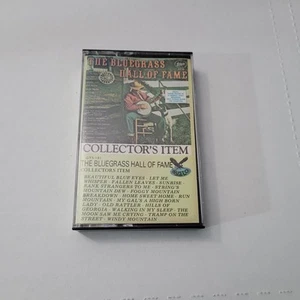 THE BLUEGRASS
HALL OF FAME
COLLECTOR'S ITEM
THE BLUEGRASS HALL OF FAME
COLLECTORS ITEM
BEAUTIFUL BLUE EYES · LET ME
WHISPER · FALLEN LEAVES · SUNRISE
BANK STRANGERS TO ME · STRING'S
MOUNTAIN DEW · FOGGY MOUNTAIN
BREAKDOWN · HOME SWEET HOME · RUN
MOUNTAIN · MY GAL'S A HIGH BORN
LADY · OLD RATTLER · HILLS OF
GEORGIA · WALKING IN MY SLEEP · THE
MOON SAW ME CRYING · TRAMP ON THE
STREET · WINDY MOUNTAIN